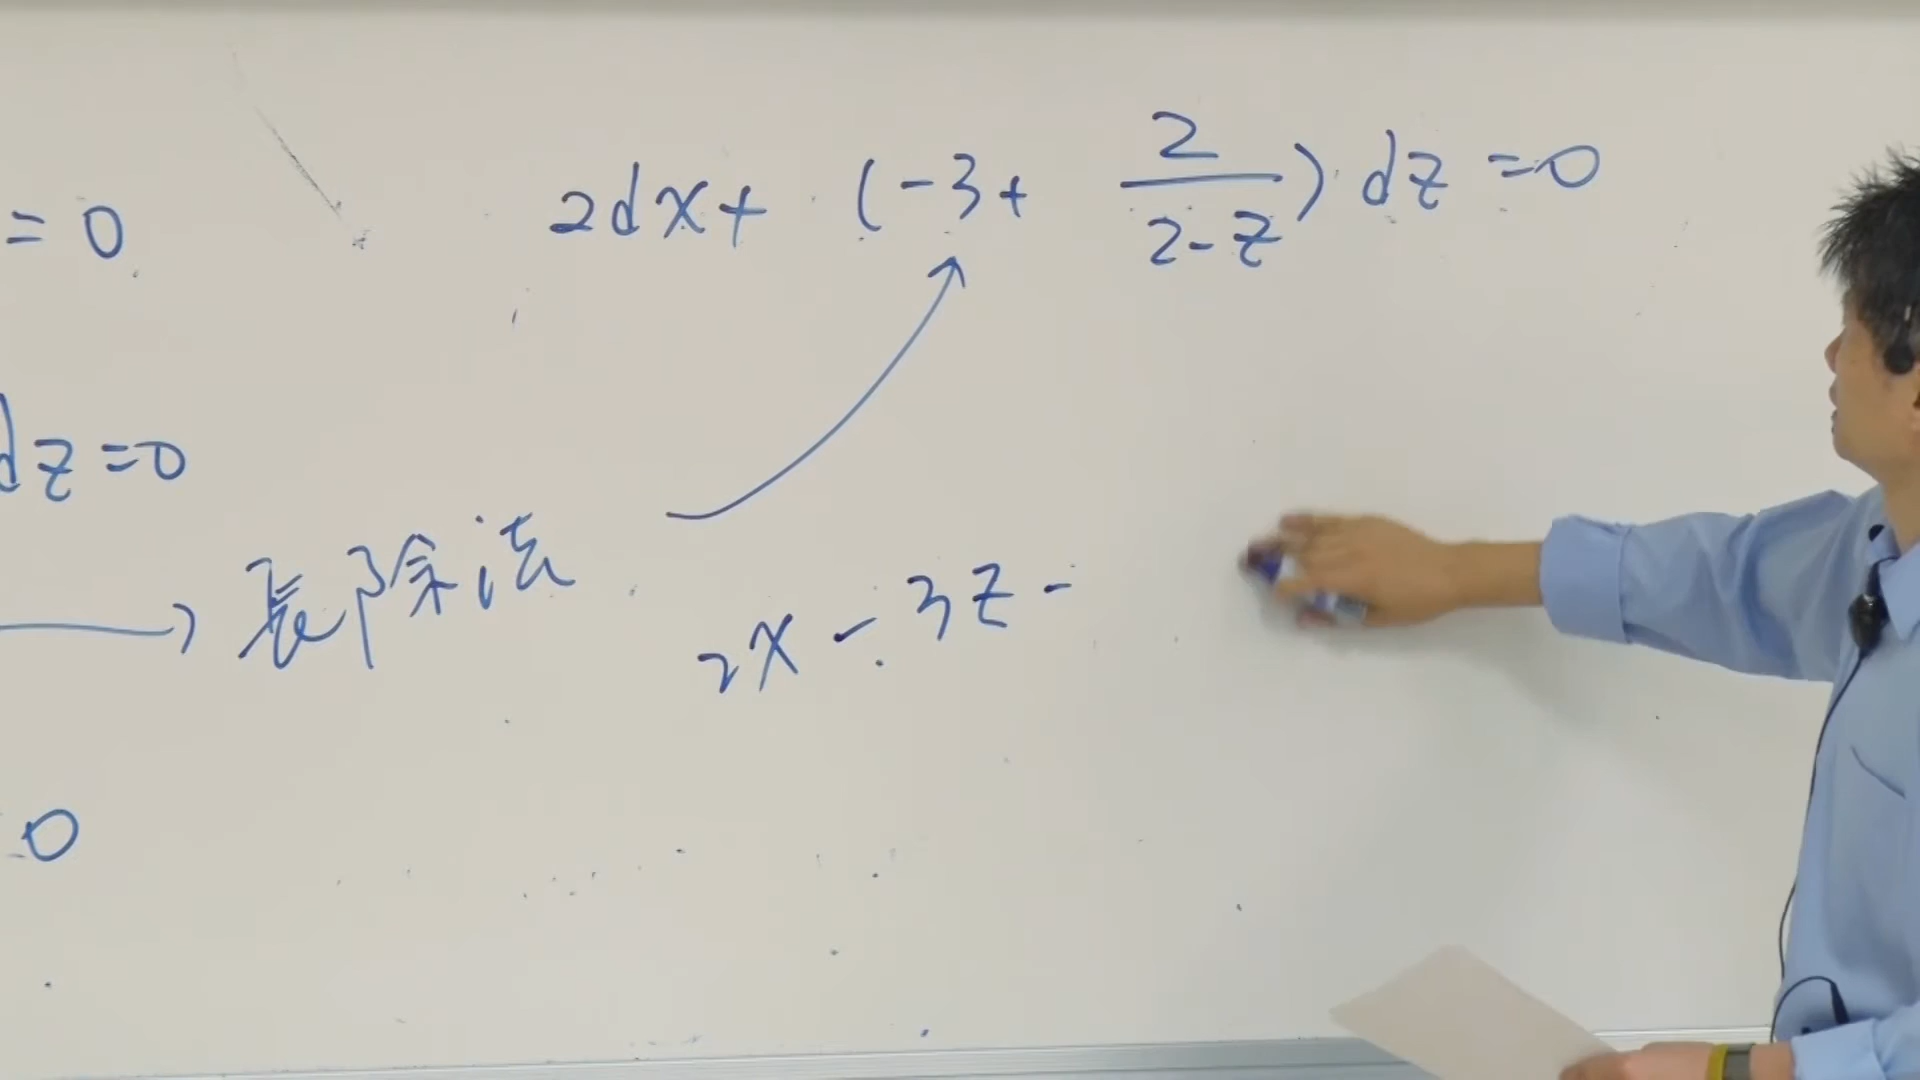 = 0
2dx + (-3 + 2/(2-z)) dz = 0
dz = 0
→ 長除法
2x - 3z -
0